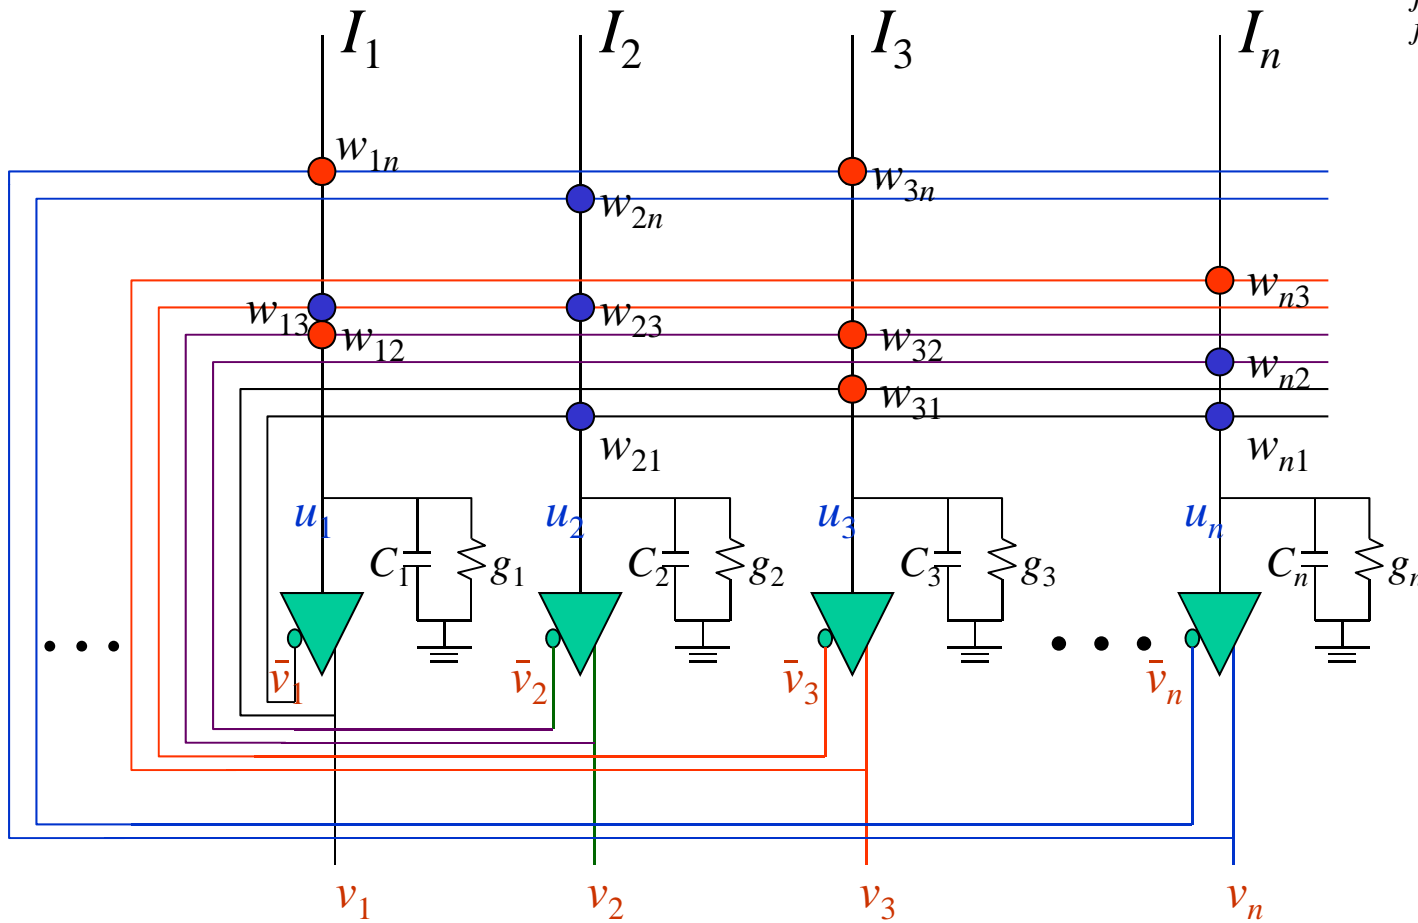 I₁ I₂ I₃ Iₙ
w₁ₙ
w₃ₙ
w₂ₙ
wₙ₃
w₁₃ w₂₃
w₁₂ w₃₂
wₙ₂
w₃₁
w₂₁ wₙ₁
u₁ u₂ u₃ uₙ
C₁ g₁ C₂ g₂ C₃ g₃ Cₙ gₙ
v̄₁ v̄₂ v̄₃ v̄ₙ
v₁ v₂ v₃ vₙ